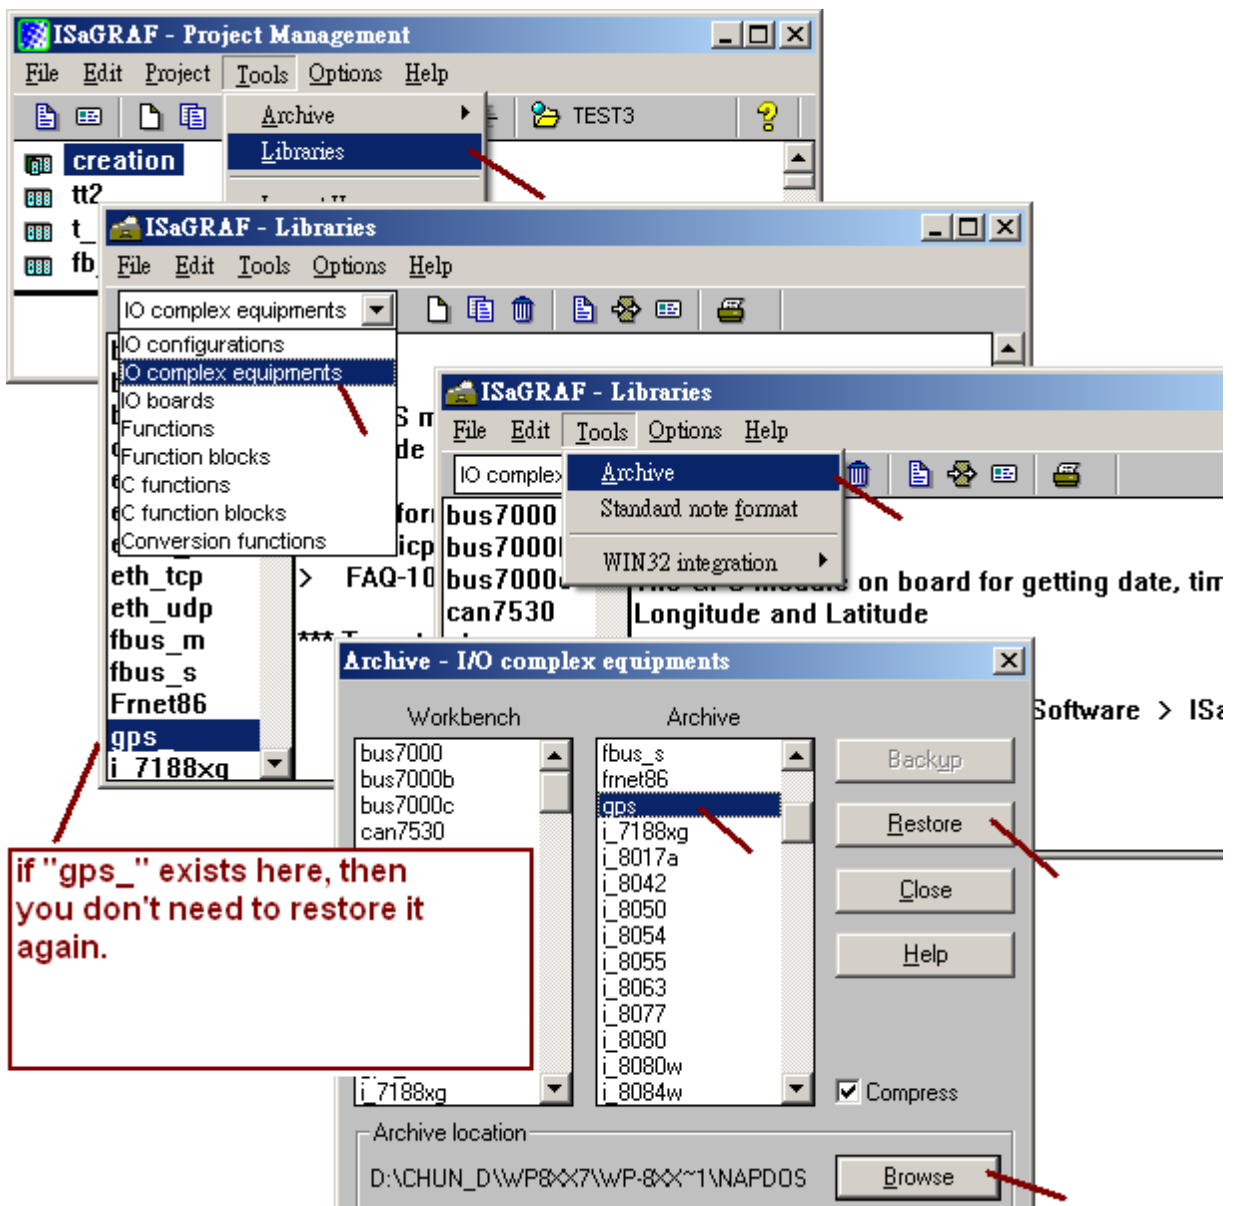 ISaGRAF - Project Management
File Edit Project Tools Options Help
Archive
TEST3
Libraries
creation
tt2
t_
fb_
ISaGRAF - Libraries
File Edit Tools Options Help
IO complex equipments
IO configurations
IO complex equipments
IO boards
Functions
Function blocks
C functions
C function blocks
Conversion functions
eth_tcp
eth_udp
fbus_m
fbus_s
Frnet86
gps_
i_7188xg
> FAQ-10
***
ISaGRAF - Libraries
File Edit Tools Options Help
IO complex
Archive
Standard note format
WIN32 integration
bus7000
bus7000b
bus7000c
can7530
module on board for getting date, tim
Longitude and Latitude
Software > ISa
Archive - I/O complex equipments
Workbench
bus7000
bus7000b
bus7000c
can7530
i_7188xg
Archive
fbus_s
frnet86
gps_
i_7188xg
i_8017a
i_8042
i_8050
i_8054
i_8055
i_8063
i_8077
i_8080
i_8080w
i_8084w
Backup
Restore
Close
Help
Compress
Archive location
D:\CHUN_D\WP8XX7\WP-8XX~1\NAPDOS
Browse
if "gps_" exists here, then
you don't need to restore it
again.